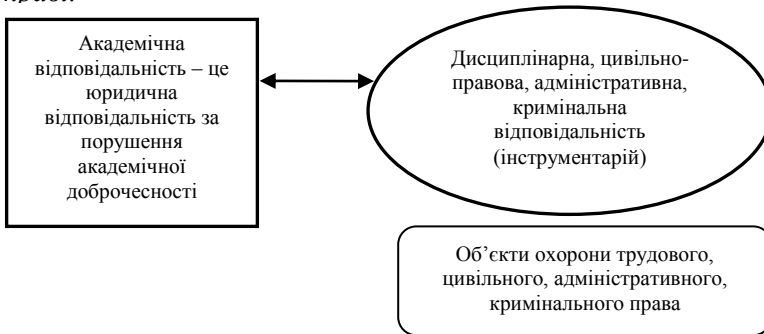 Академічна
відповідальність – це
юридична
відповідальність за
порушення
академічної
доброчесності
Дисциплінарна, цивільно-
правова, адміністративна,
кримінальна
відповідальність
(інструментарій)
Об’єкти охорони трудового,
цивільного, адміністративного,
кримінального права